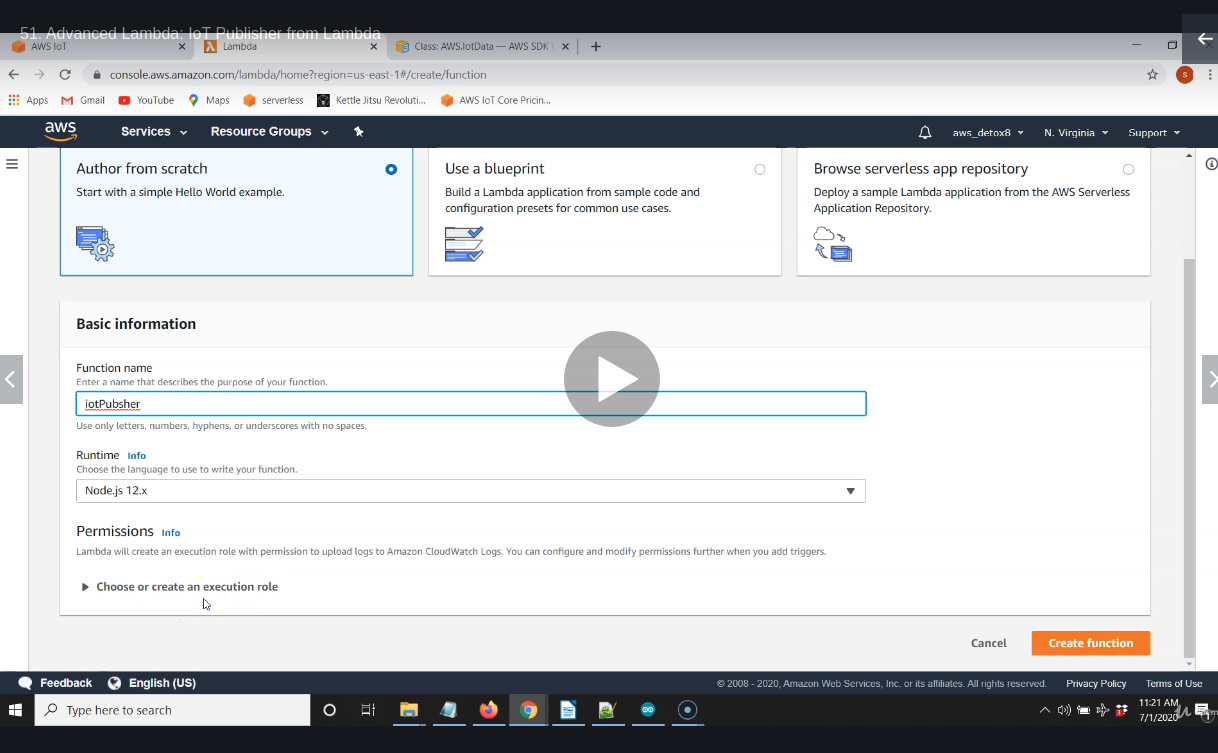 51. Advanced Lambda: IoT Publisher from Lambda
AWS IoT
Lambda
Class: AWS.IotData — AWS SDK
console.aws.amazon.com/lambda/home?region=us-east-1#/create/function
S
Apps
Gmail
YouTube
Maps
serverless
Kettle Jitsu Revoluti...
AWS IoT Core Pricin...
aws
Services
Resource Groups
aws_detox8
N. Virginia
Support
Author from scratch
Start with a simple Hello World example.
Use a blueprint
Build a Lambda application from sample code and
configuration presets for common use cases.
Browse serverless app repository
Deploy a sample Lambda application from the AWS Serverless
Application Repository.
Basic information
Function name
Enter a name that describes the purpose of your function.
iotPubsher
Use only letters, numbers, hyphens, or underscores with no spaces.
Runtime Info
Choose the language to use to write your function.
Node.js 12.x
Permissions Info
Lambda will create an execution role with permission to upload logs to Amazon CloudWatch Logs. You can configure and modify permissions further when you add triggers.
Choose or create an execution role
Cancel
Create function
Feedback
English (US)
© 2008 - 2020, Amazon Web Services, Inc. or its affiliates. All rights reserved.
Privacy Policy
Terms of Use
Type here to search
11:21 AM
7/1/2020
1